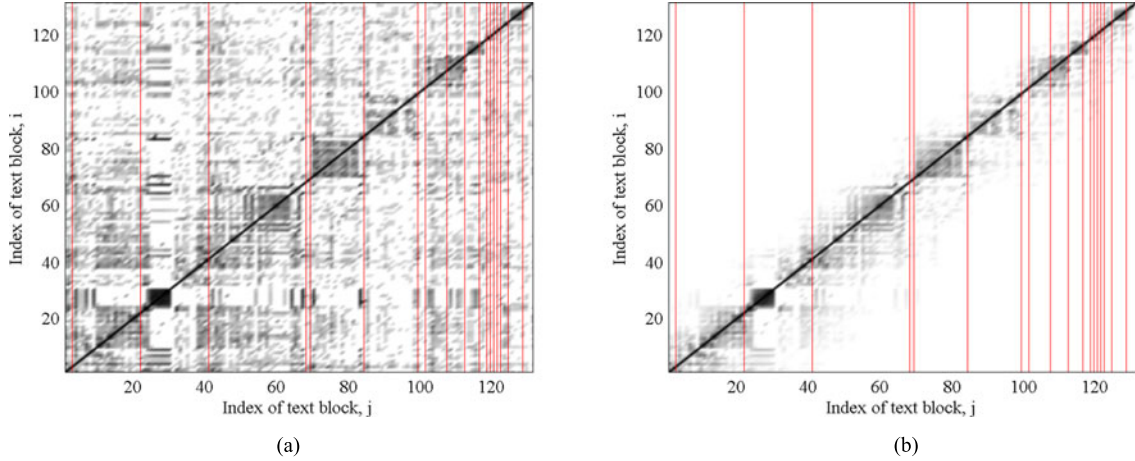 120
100
80
60
40
20
Index of text block, i
20 40 60 80 100 120
Index of text block, j
(a)
120
100
80
60
40
20
Index of text block, i
20 40 60 80 100 120
Index of text block, j
(b)